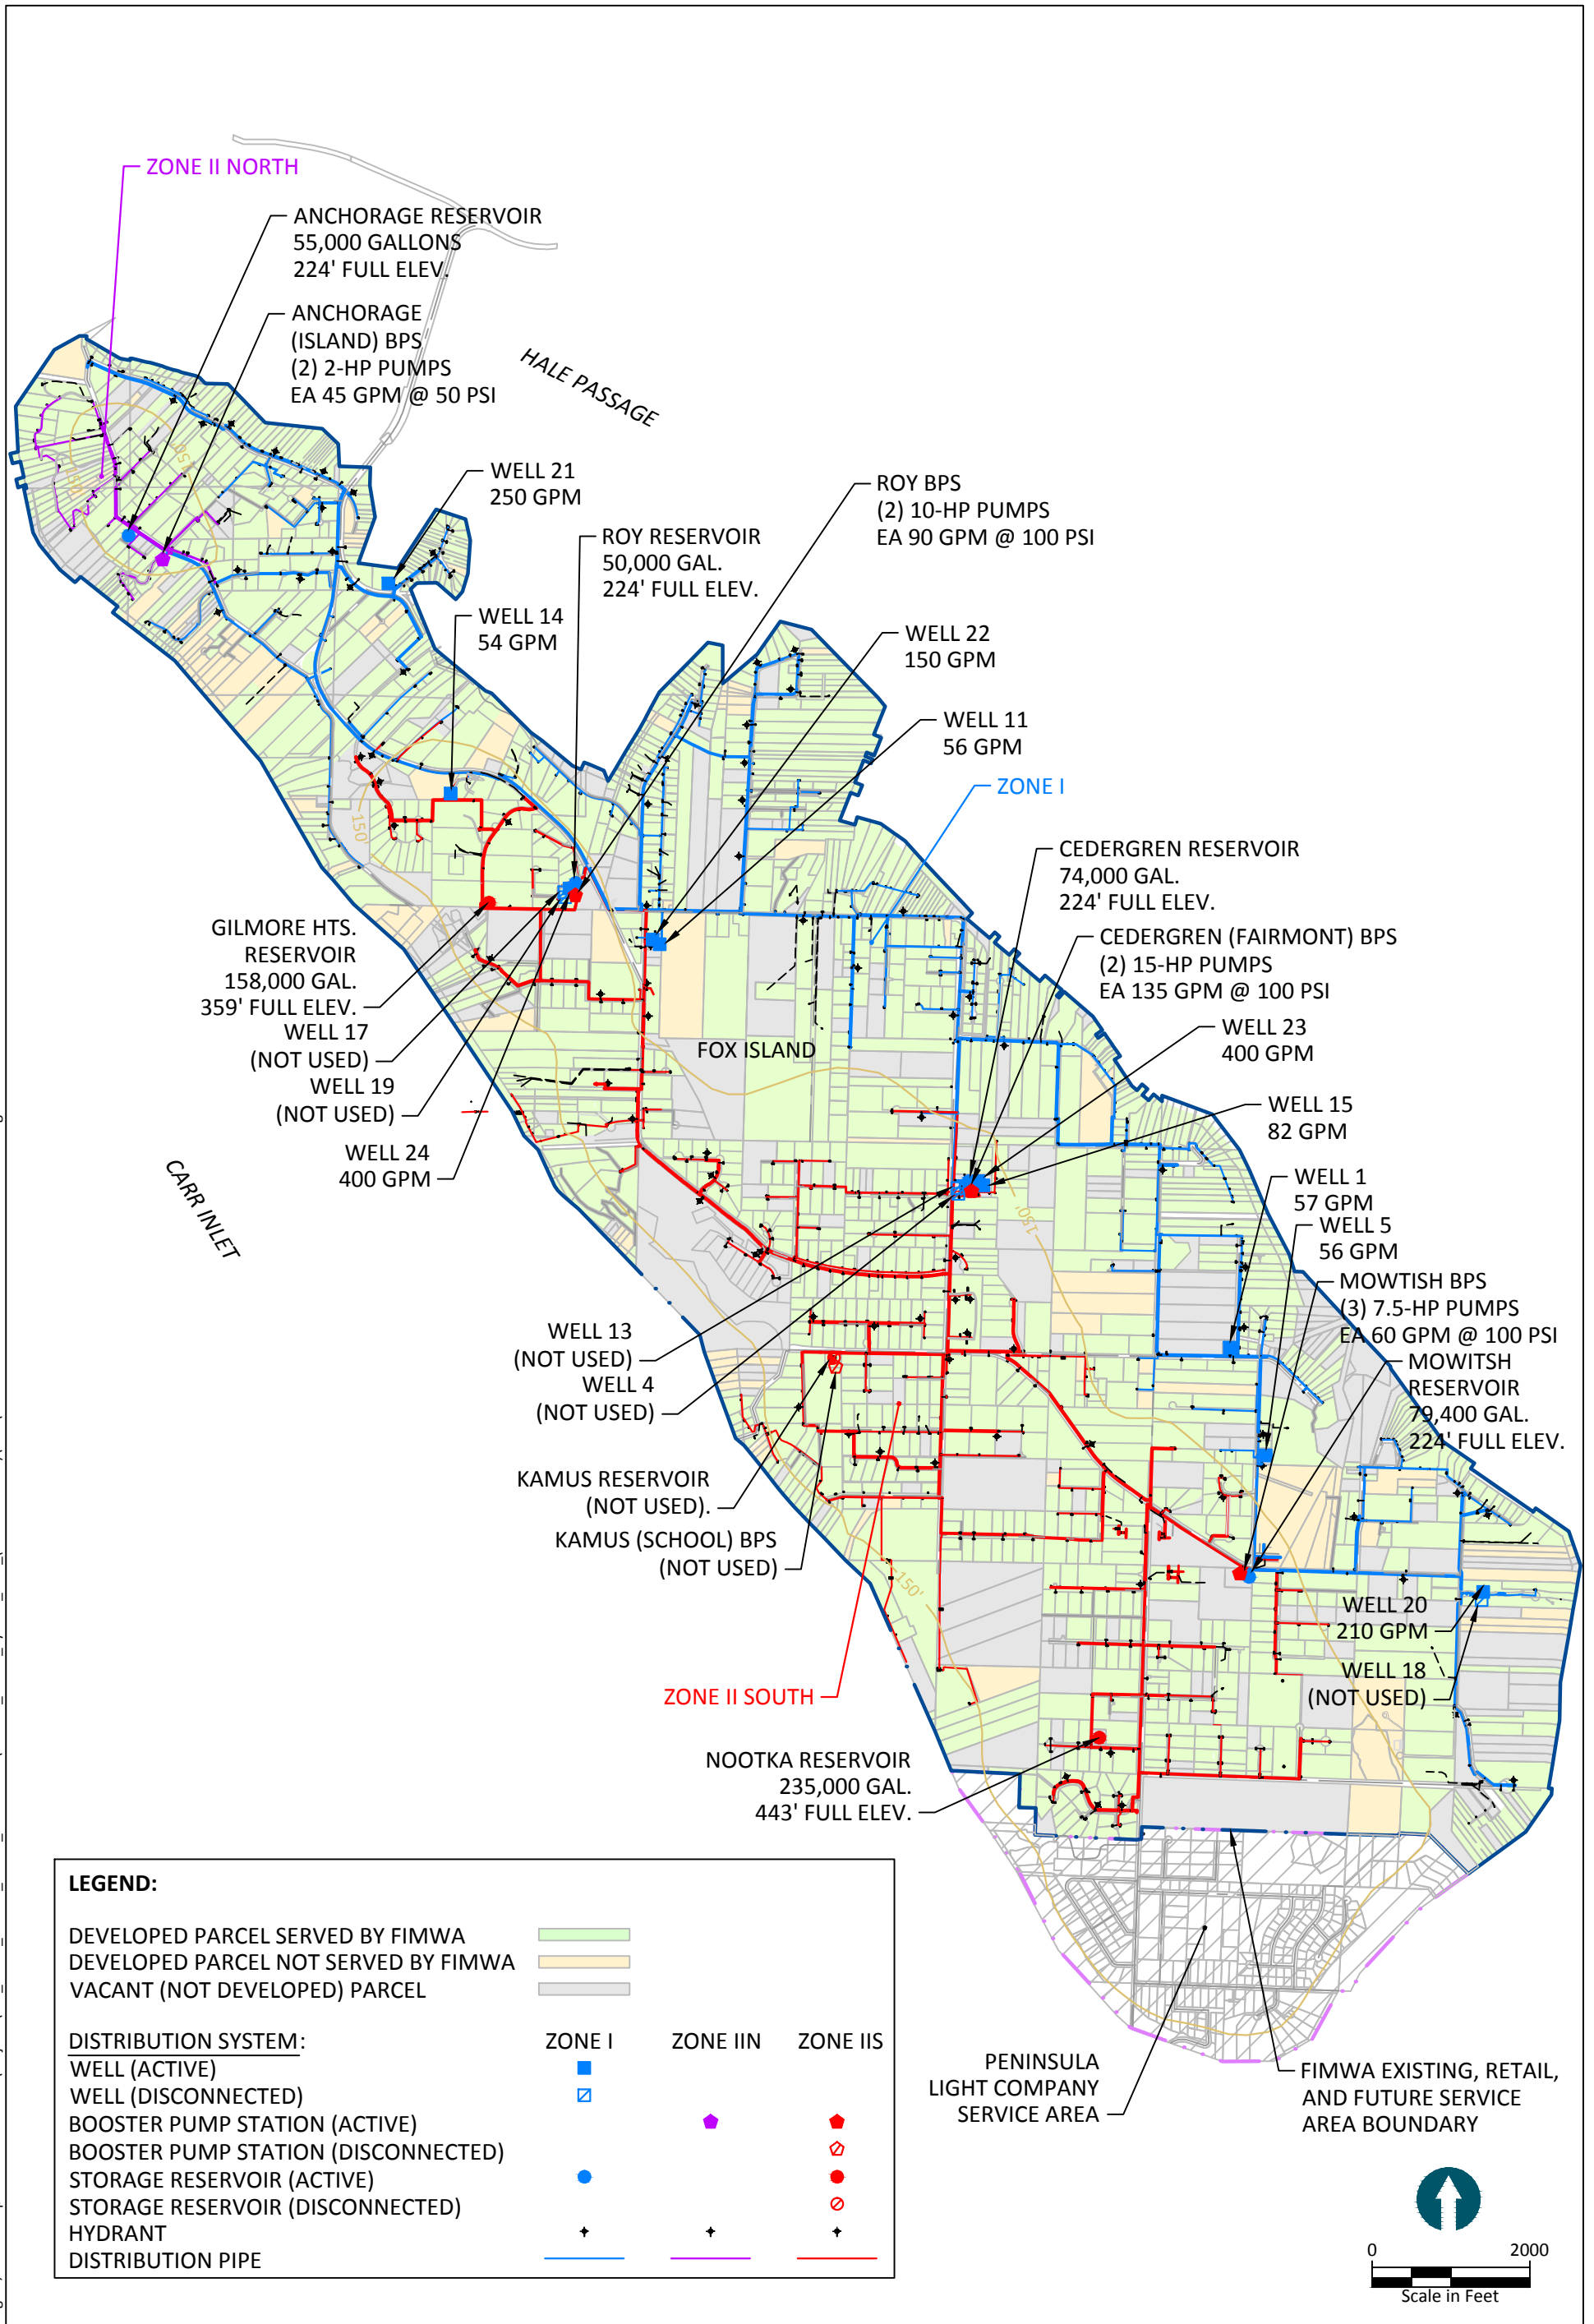 ZONE II NORTH
ANCHORAGE RESERVOIR
55,000 GALLONS
224' FULL ELEV.
ANCHORAGE
(ISLAND) BPS
(2) 2-HP PUMPS
EA 45 GPM @ 50 PSI
HALE PASSAGE
WELL 21
250 GPM
ROY BPS
(2) 10-HP PUMPS
EA 90 GPM @ 100 PSI
ROY RESERVOIR
50,000 GAL.
224' FULL ELEV.
WELL 14
54 GPM
WELL 22
150 GPM
WELL 11
56 GPM
ZONE I
150'
CEDERGREN RESERVOIR
74,000 GAL.
224' FULL ELEV.
GILMORE HTS.
RESERVOIR
158,000 GAL.
359' FULL ELEV.
CEDERGREN (FAIRMONT) BPS
(2) 15-HP PUMPS
EA 135 GPM @ 100 PSI
WELL 17
(NOT USED)
FOX ISLAND
WELL 23
400 GPM
WELL 19
(NOT USED)
WELL 15
82 GPM
WELL 24
400 GPM
CARR INLET
WELL 1
57 GPM
150'
WELL 5
56 GPM
MOWTISH BPS
(3) 7.5-HP PUMPS
EA 60 GPM @ 100 PSI
WELL 13
(NOT USED)
MOWITSH
RESERVOIR
79,400 GAL.
224' FULL ELEV.
WELL 4
(NOT USED)
KAMUS RESERVOIR
(NOT USED).
KAMUS (SCHOOL) BPS
(NOT USED)
150'
WELL 20
210 GPM
WELL 18
(NOT USED)
ZONE II SOUTH
NOOTKA RESERVOIR
235,000 GAL.
443' FULL ELEV.
LEGEND:
DEVELOPED PARCEL SERVED BY FIMWA
DEVELOPED PARCEL NOT SERVED BY FIMWA
VACANT (NOT DEVELOPED) PARCEL
DISTRIBUTION SYSTEM: ZONE I ZONE IIN ZONE IIS
WELL (ACTIVE)
WELL (DISCONNECTED)
BOOSTER PUMP STATION (ACTIVE)
BOOSTER PUMP STATION (DISCONNECTED)
STORAGE RESERVOIR (ACTIVE)
STORAGE RESERVOIR (DISCONNECTED)
HYDRANT
DISTRIBUTION PIPE
PENINSULA
LIGHT COMPANY
SERVICE AREA
FIMWA EXISTING, RETAIL,
AND FUTURE SERVICE
AREA BOUNDARY
0 2000
Scale in Feet